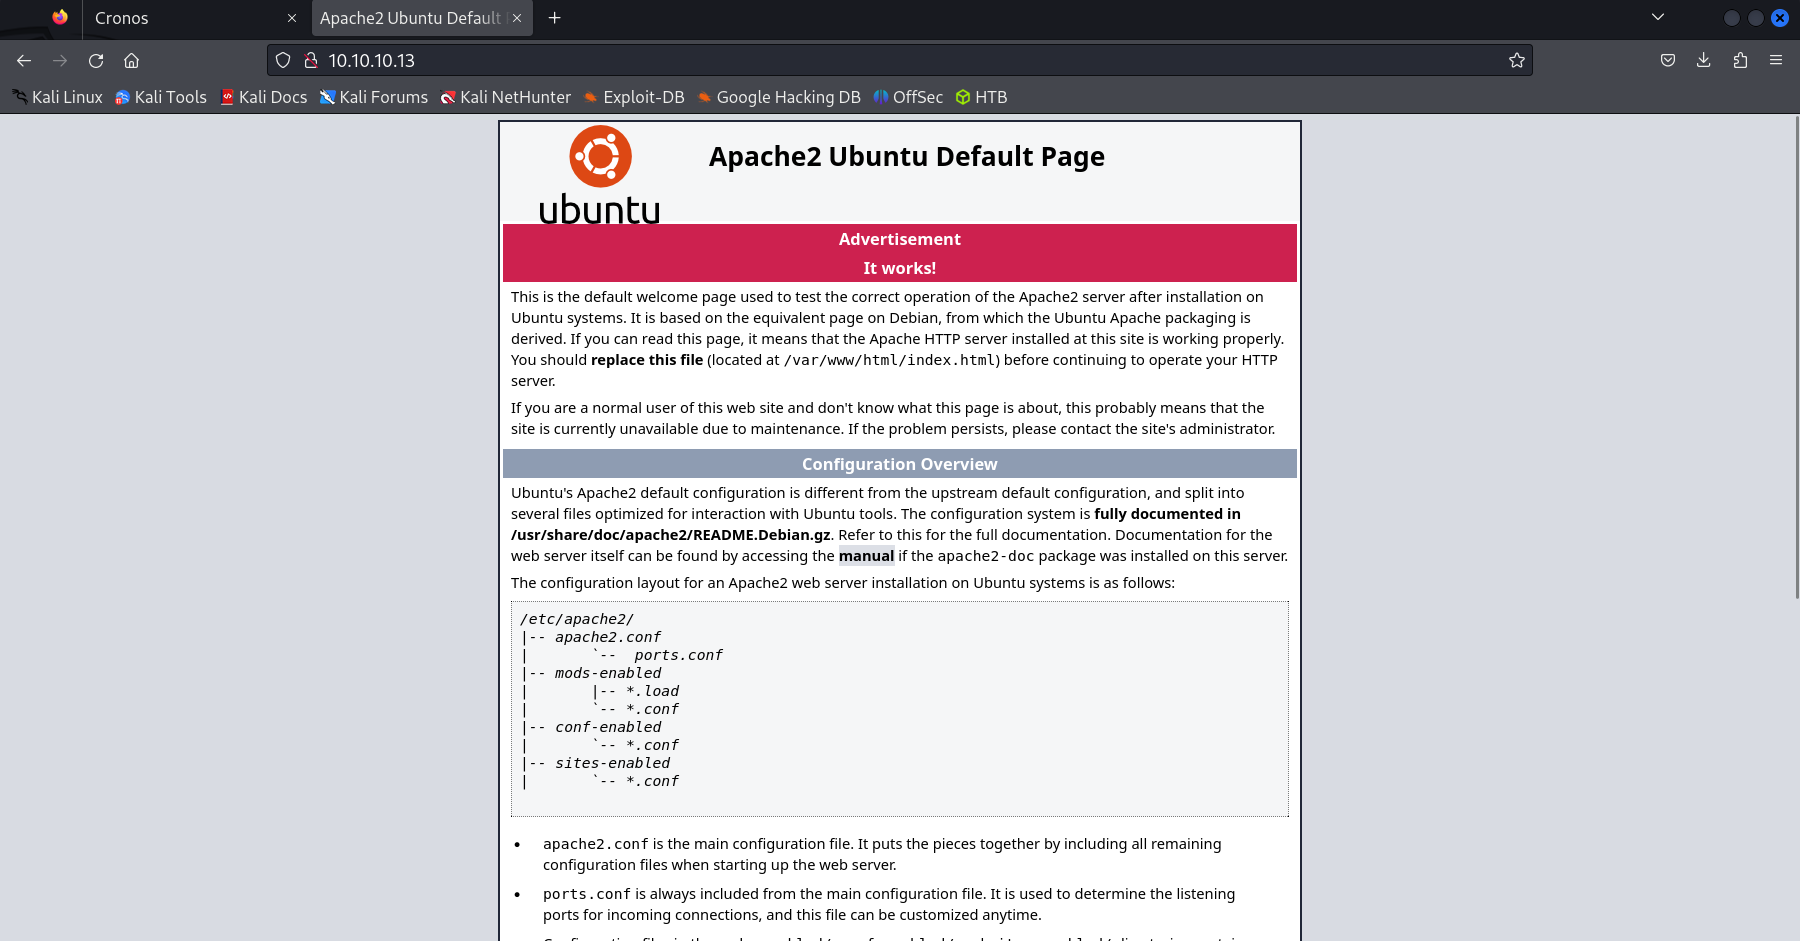 Cronos
Apache2 Ubuntu Default
10.10.10.13
Kali Linux Kali Tools Kali Docs Kali Forums Kali NetHunter Exploit-DB Google Hacking DB OffSec HTB
ubuntu
Apache2 Ubuntu Default Page
Advertisement
It works!
This is the default welcome page used to test the correct operation of the Apache2 server after installation on
Ubuntu systems. It is based on the equivalent page on Debian, from which the Ubuntu Apache packaging is
derived. If you can read this page, it means that the Apache HTTP server installed at this site is working properly.
You should replace this file (located at /var/www/html/index.html) before continuing to operate your HTTP
server.
If you are a normal user of this web site and don't know what this page is about, this probably means that the
site is currently unavailable due to maintenance. If the problem persists, please contact the site's administrator.
Configuration Overview
Ubuntu's Apache2 default configuration is different from the upstream default configuration, and split into
several files optimized for interaction with Ubuntu tools. The configuration system is fully documented in
/usr/share/doc/apache2/README.Debian.gz. Refer to this for the full documentation. Documentation for the
web server itself can be found by accessing the manual if the apache2-doc package was installed on this server.
The configuration layout for an Apache2 web server installation on Ubuntu systems is as follows:
/etc/apache2/
|-- apache2.conf
|       `--  ports.conf
|-- mods-enabled
|       |-- *.load
|       `-- *.conf
|-- conf-enabled
|       `-- *.conf
|-- sites-enabled
|       `-- *.conf
• apache2.conf is the main configuration file. It puts the pieces together by including all remaining
configuration files when starting up the web server.
• ports.conf is always included from the main configuration file. It is used to determine the listening
ports for incoming connections, and this file can be customized anytime.